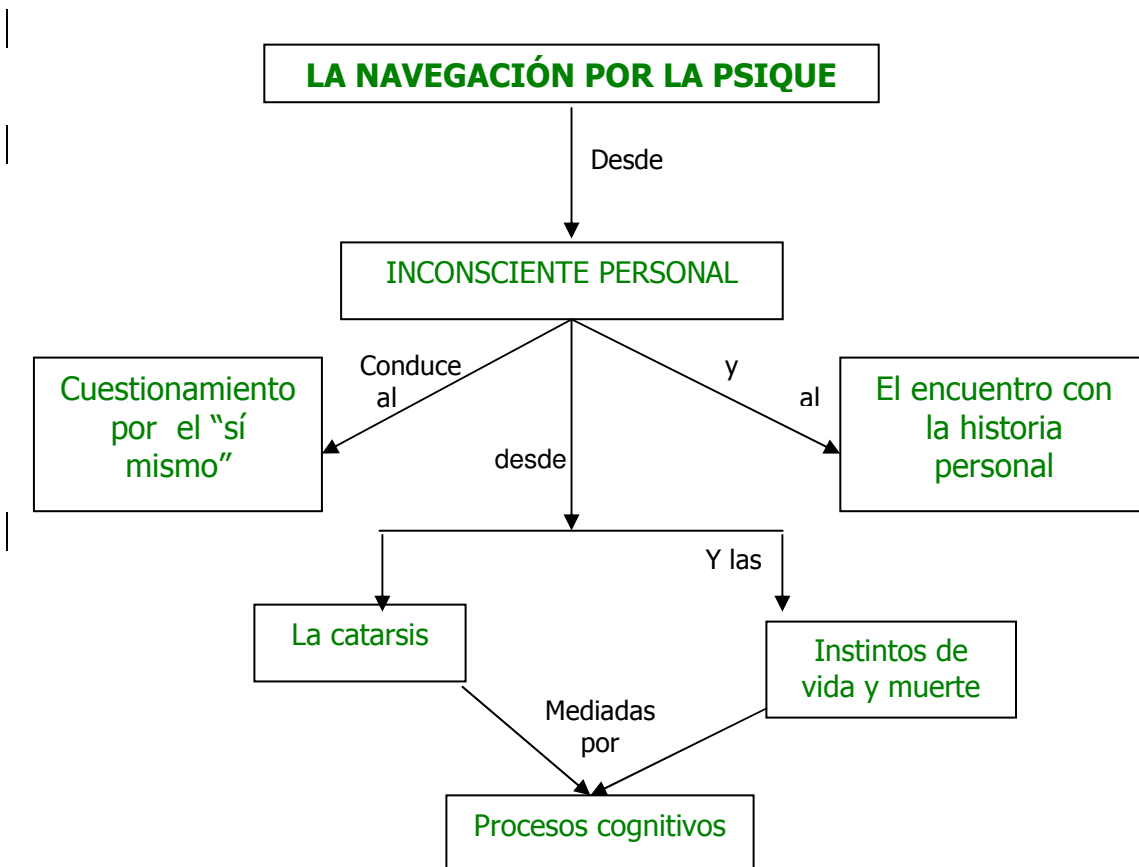 LA NAVEGACIÓN POR LA PSIQUE
Desde
INCONSCIENTE PERSONAL
Conduce
al
y
al
Cuestionamiento
por el “sí
mismo”
El encuentro con
la historia
personal
desde
Y las
La catarsis
Instintos de
vida y muerte
Mediadas
por
Procesos cognitivos